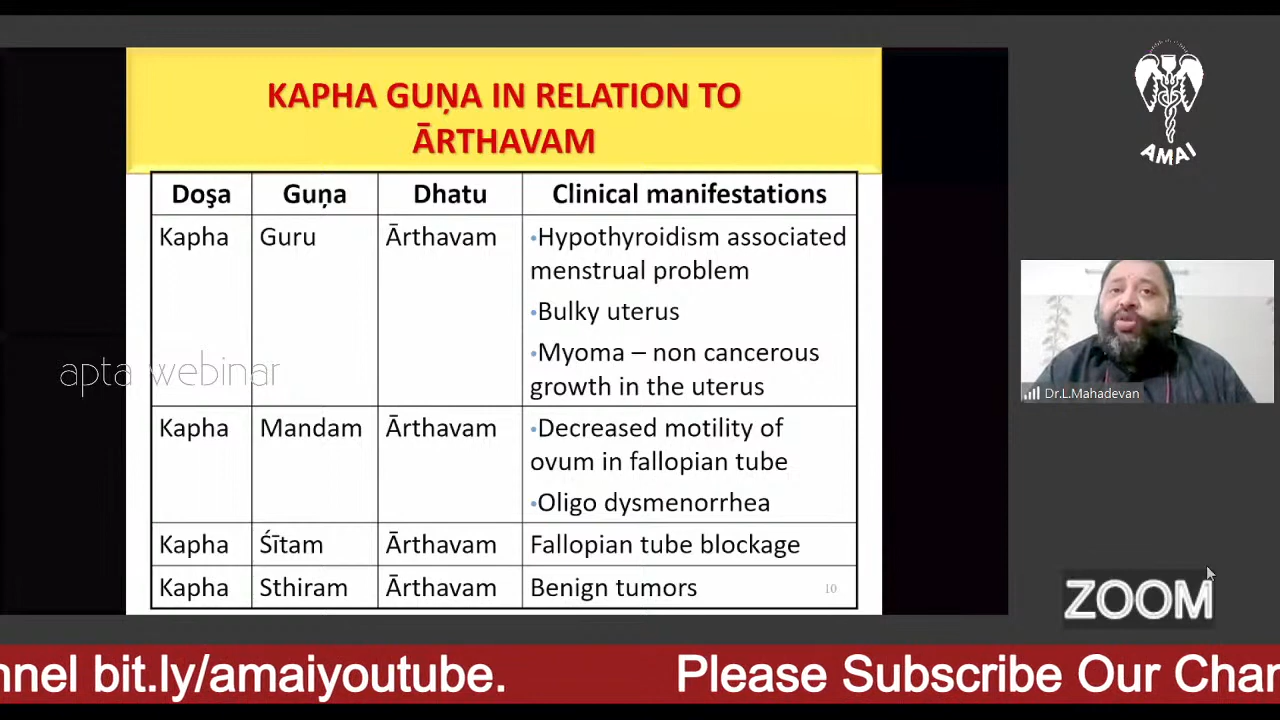 KAPHA GUṆA IN RELATION TO
ĀRTHAVAM
Doşa Guṇa Dhatu Clinical manifestations
Kapha Guru Ārthavam •Hypothyroidism associated
menstrual problem
•Bulky uterus
•Myoma – non cancerous
growth in the uterus
Kapha Mandam Ārthavam •Decreased motility of
ovum in fallopian tube
•Oligo dysmenorrhea
Kapha Śītam Ārthavam Fallopian tube blockage
Kapha Sthiram Ārthavam Benign tumors
10
apta webinar
AMAI
Dr.L.Mahadevan
ZOOM
nnel bit.ly/amaiyoutube. Please Subscribe Our Chan